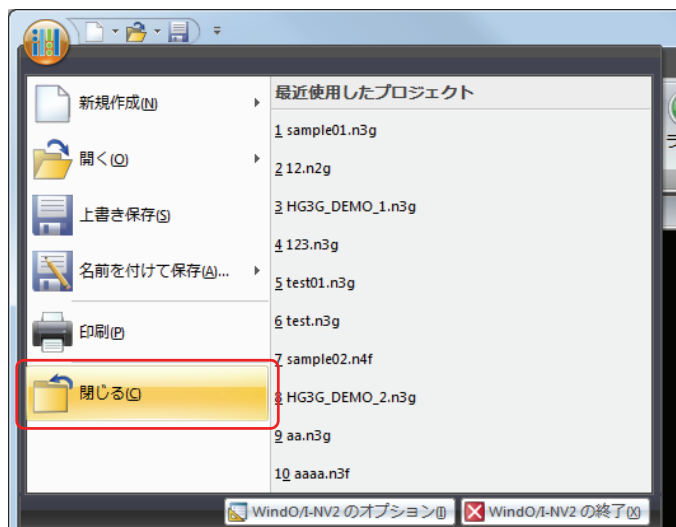 新規作成(N)
開く(O)
上書き保存(S)
名前を付けて保存(A)...
印刷(P)
閉じる(C)
最近使用したプロジェクト
1 sample01.n3g
2 12.n2g
3 HG3G_DEMO_1.n3g
4 123.n3g
5 test01.n3g
6 test.n3g
7 sample02.n4f
8 HG3G_DEMO_2.n3g
9 aa.n3g
10 aaaa.n3f
WindO/I-NV2 のオプション(I)
WindO/I-NV2 の終了(X)